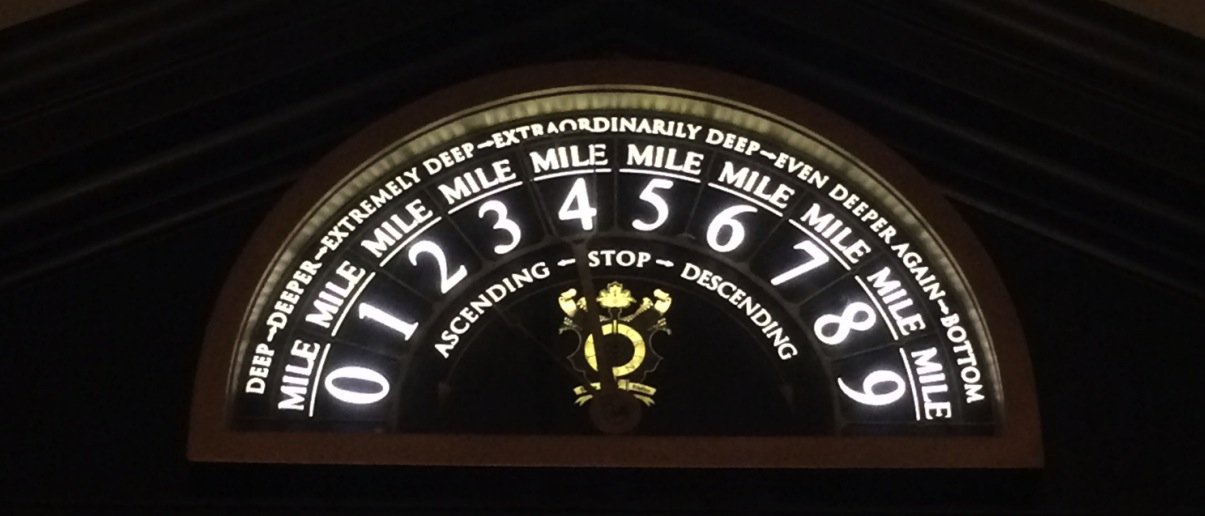 DEEP→DEEPER→EXTREMELY DEEP→EXTRAORDINARILY DEEP→EVEN DEEPER AGAIN→BOTTOM
MILE MILE MILE MILE MILE MILE MILE MILE MILE MILE
0 1 2 3 4 5 6 7 8 9
ASCENDING ← STOP → DESCENDING